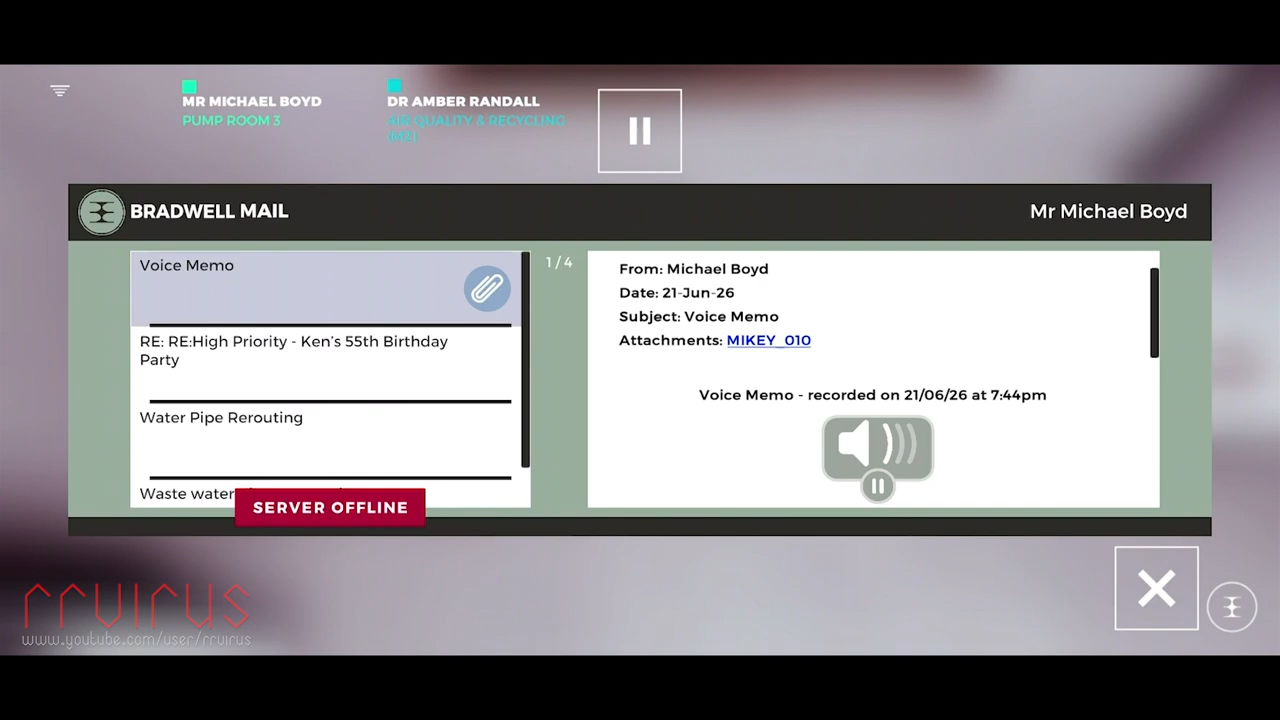 MR MICHAEL BOYD
PUMP ROOM 3
DR AMBER RANDALL
AIR QUALITY & RECYCLING
(MZ)
BRADWELL MAIL
Mr Michael Boyd
Voice Memo
RE: RE:High Priority - Ken's 55th Birthday
Party
Water Pipe Rerouting
Waste water
SERVER OFFLINE
1/4
From: Michael Boyd
Date: 21-Jun-26
Subject: Voice Memo
Attachments: MIKEY_010
Voice Memo - recorded on 21/06/26 at 7:44pm
rrvirus
www.youtube.com/user/rrvirus